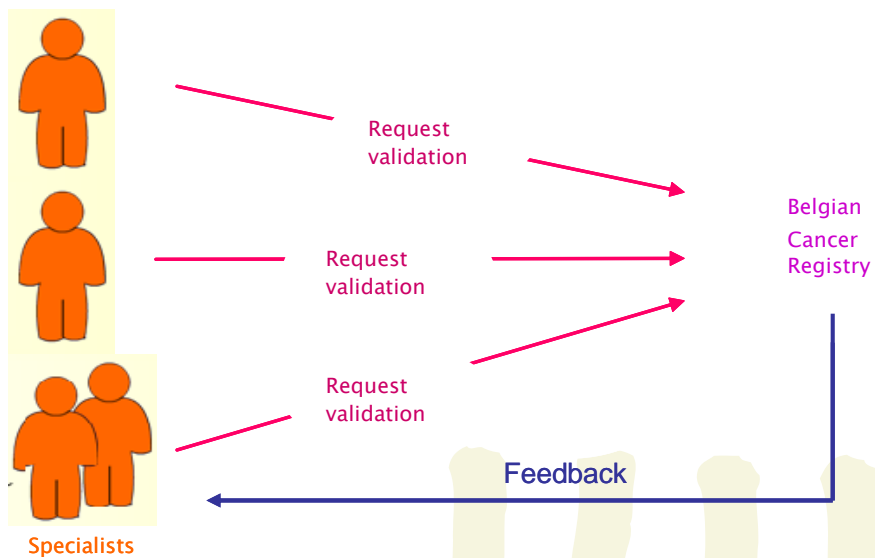 Request
validation
Belgian
Cancer
Registry
Request
validation
Request
validation
Feedback
Specialists